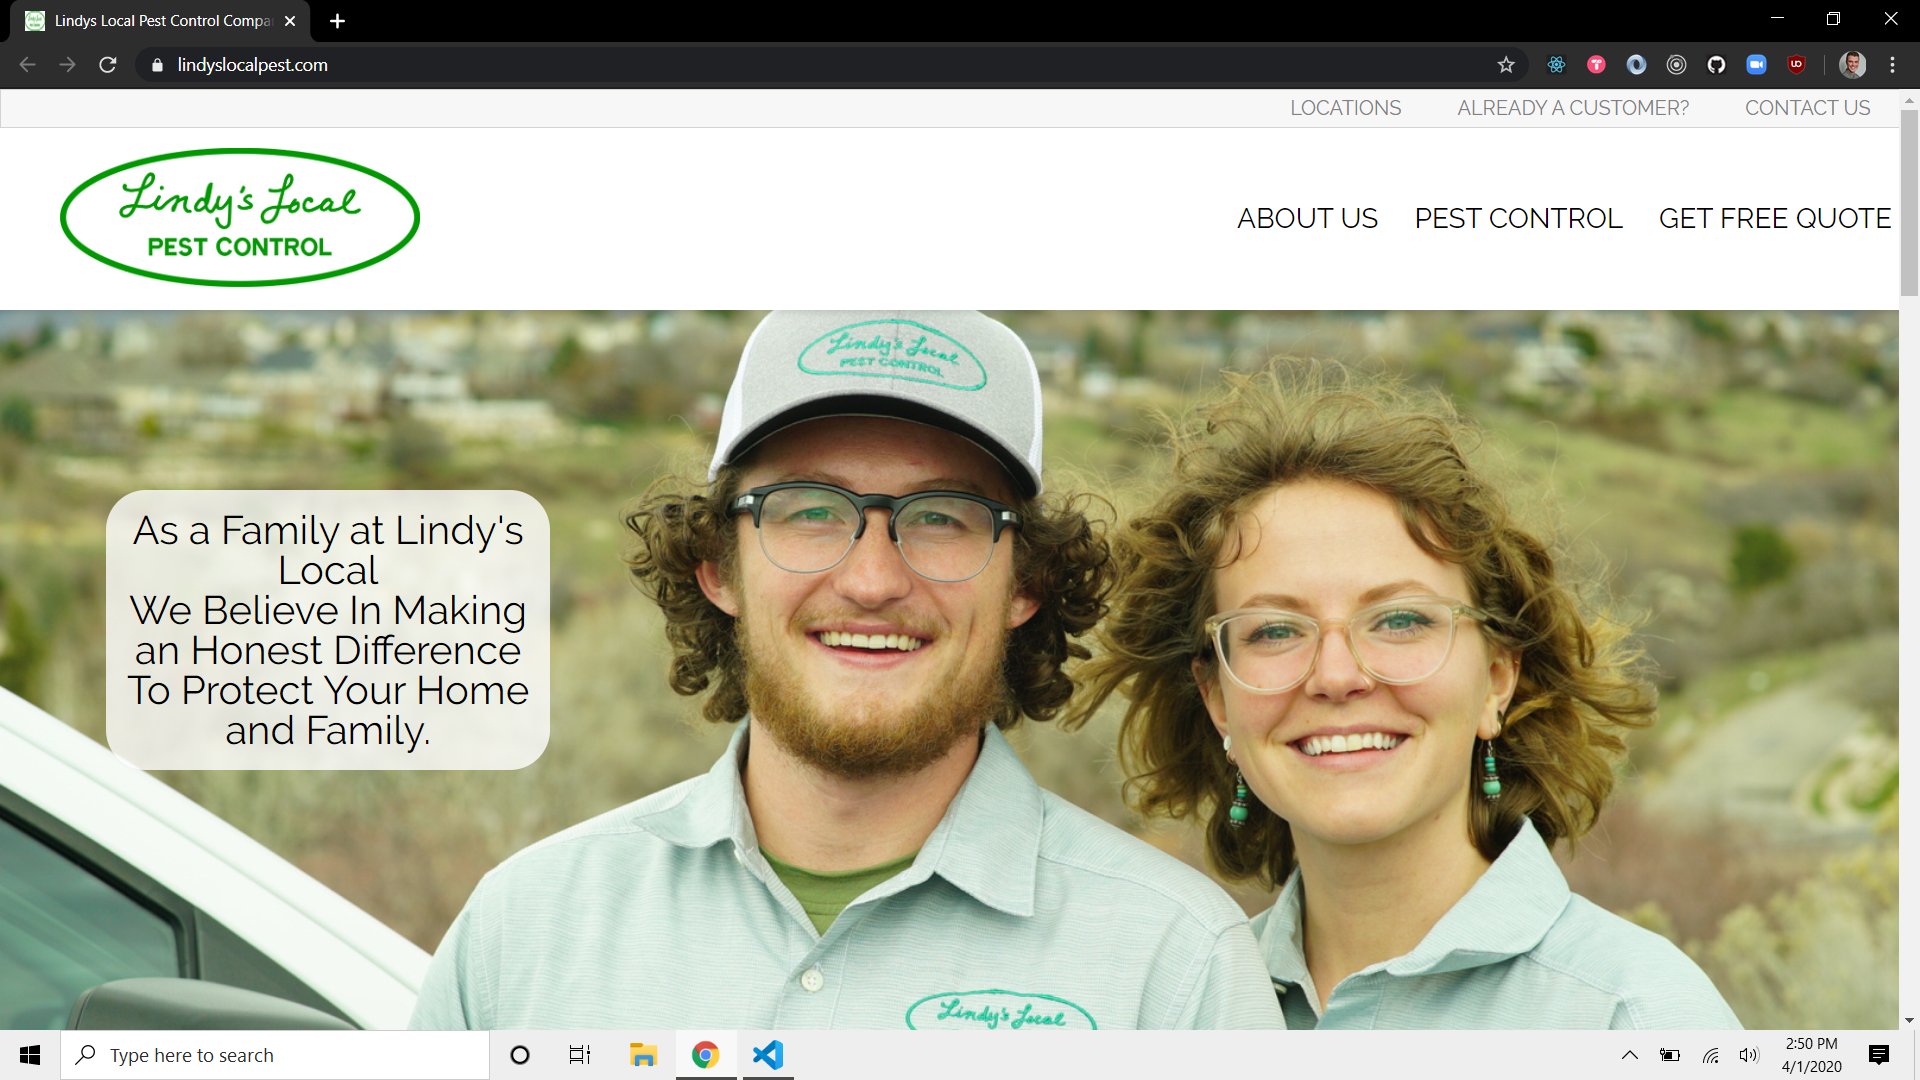 Lindys Local Pest Control Compa
lindyslocalpest.com
LOCATIONS
ALREADY A CUSTOMER?
CONTACT US
Lindy's Local
PEST CONTROL
ABOUT US
PEST CONTROL
GET FREE QUOTE
Lindy's Local
PEST CONTROL
As a Family at Lindy's
Local
We Believe In Making
an Honest Difference
To Protect Your Home
and Family.
Lindy's Local
Type here to search
2:50 PM
4/1/2020